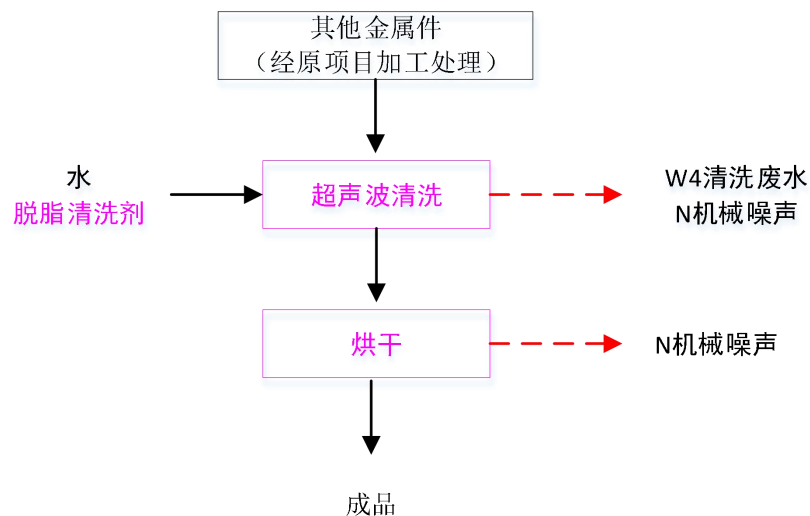 其他金属件
（经原项目加工处理）
水
脱脂清洗剂
超声波清洗
W4清洗废水
N机械噪声
烘干
N机械噪声
成品